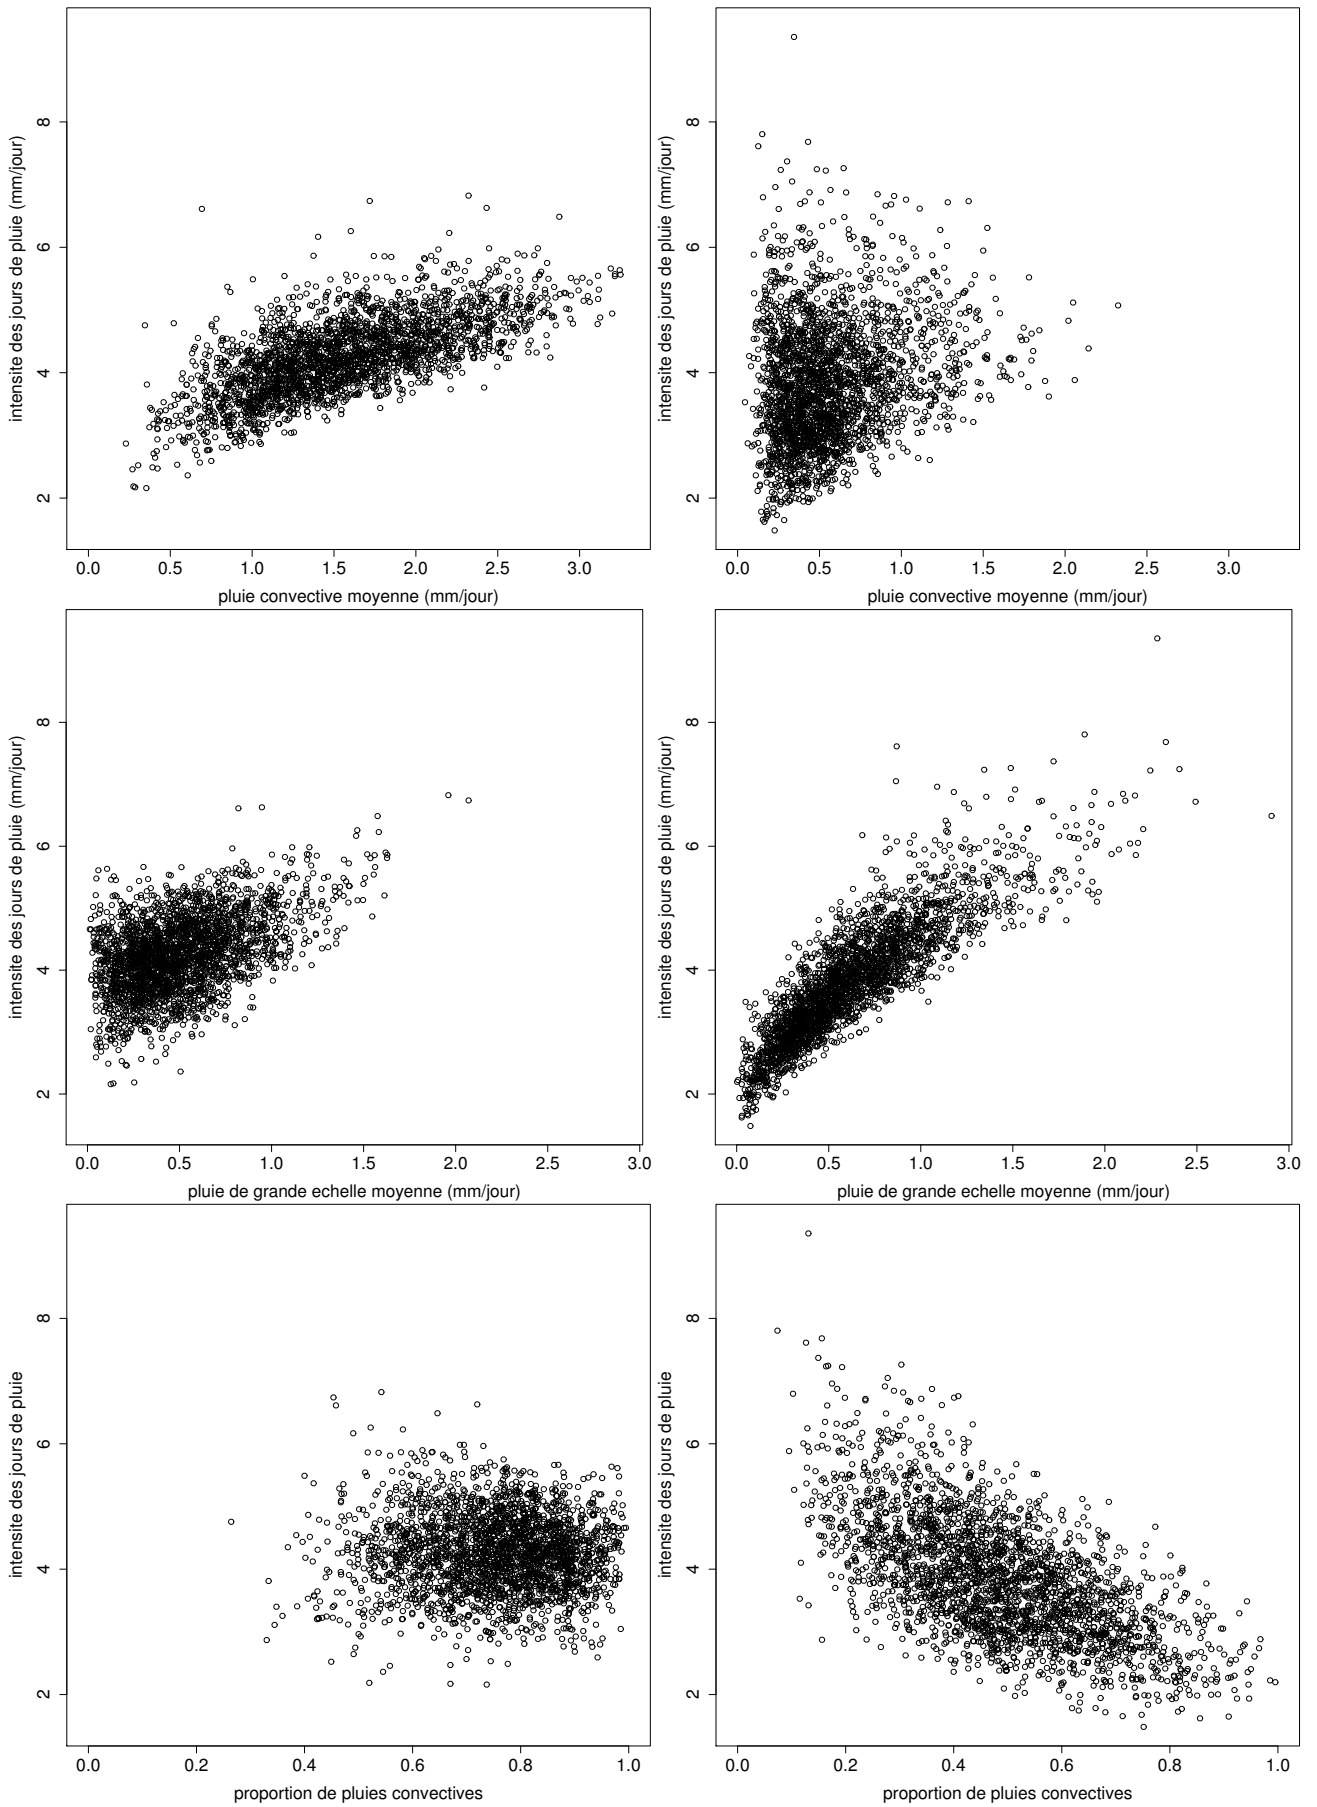 8
6
4
2
intensite des jours de pluie (mm/jour)
0.0 0.5 1.0 1.5 2.0 2.5 3.0
pluie convective moyenne (mm/jour)
8
6
4
2
intensite des jours de pluie (mm/jour)
0.0 0.5 1.0 1.5 2.0 2.5 3.0
pluie convective moyenne (mm/jour)
8
6
4
2
intensite des jours de pluie (mm/jour)
0.0 0.5 1.0 1.5 2.0 2.5 3.0
pluie de grande echelle moyenne (mm/jour)
8
6
4
2
intensite des jours de pluie (mm/jour)
0.0 0.5 1.0 1.5 2.0 2.5 3.0
pluie de grande echelle moyenne (mm/jour)
8
6
4
2
intensite des jours de pluie
0.0 0.2 0.4 0.6 0.8 1.0
proportion de pluies convectives
8
6
4
2
intensite des jours de pluie
0.0 0.2 0.4 0.6 0.8 1.0
proportion de pluies convectives